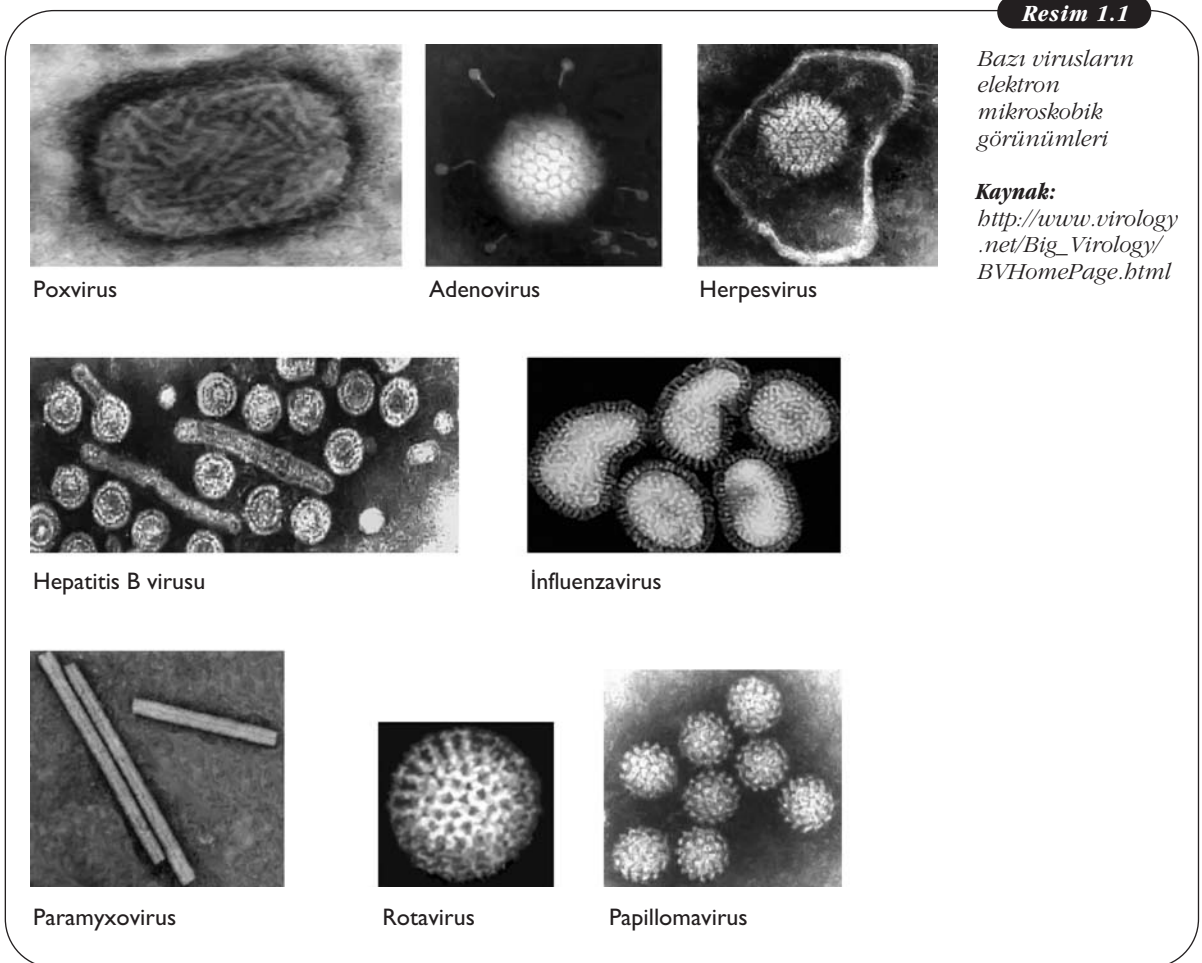 Resim 1.1
Bazı virusların
elektron
mikroskobik
görünümleri
Kaynak:
http://www.virology
.net/Big_Virology/
BVHomePage.html
Poxvirus
Adenovirus
Herpesvirus
Hepatitis B virusu
İnfluenzavirus
Paramyxovirus
Rotavirus
Papillomavirus